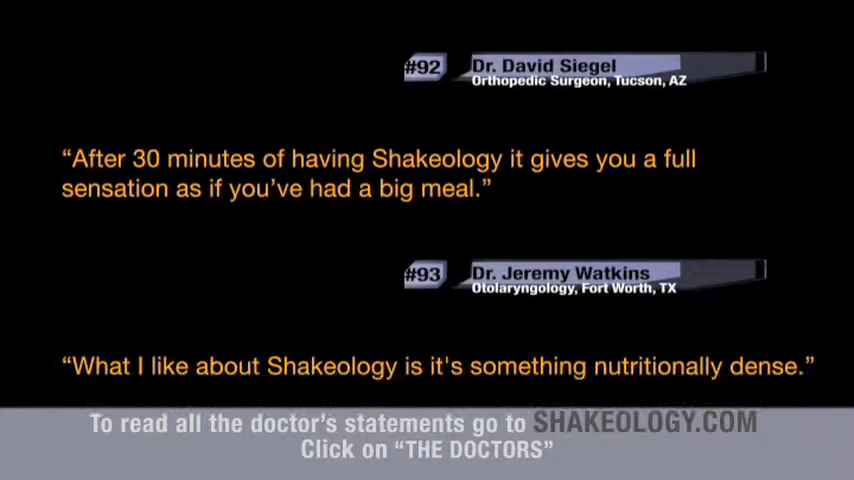 #92 Dr. David Siegel
Orthopedic Surgeon, Tucson, AZ
“After 30 minutes of having Shakeology it gives you a full
sensation as if you’ve had a big meal.”
#93 Dr. Jeremy Watkins
Otolaryngology, Fort Worth, TX
“What I like about Shakeology is it's something nutritionally dense.”
To read all the doctor’s statements go to SHAKEOLOGY.COM
Click on “THE DOCTORS”